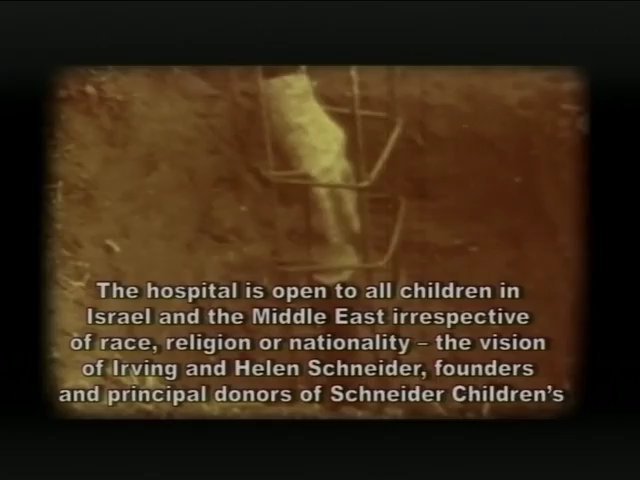 The hospital is open to all children in
Israel and the Middle East irrespective
of race, religion or nationality – the vision
of Irving and Helen Schneider, founders
and principal donors of Schneider Children's